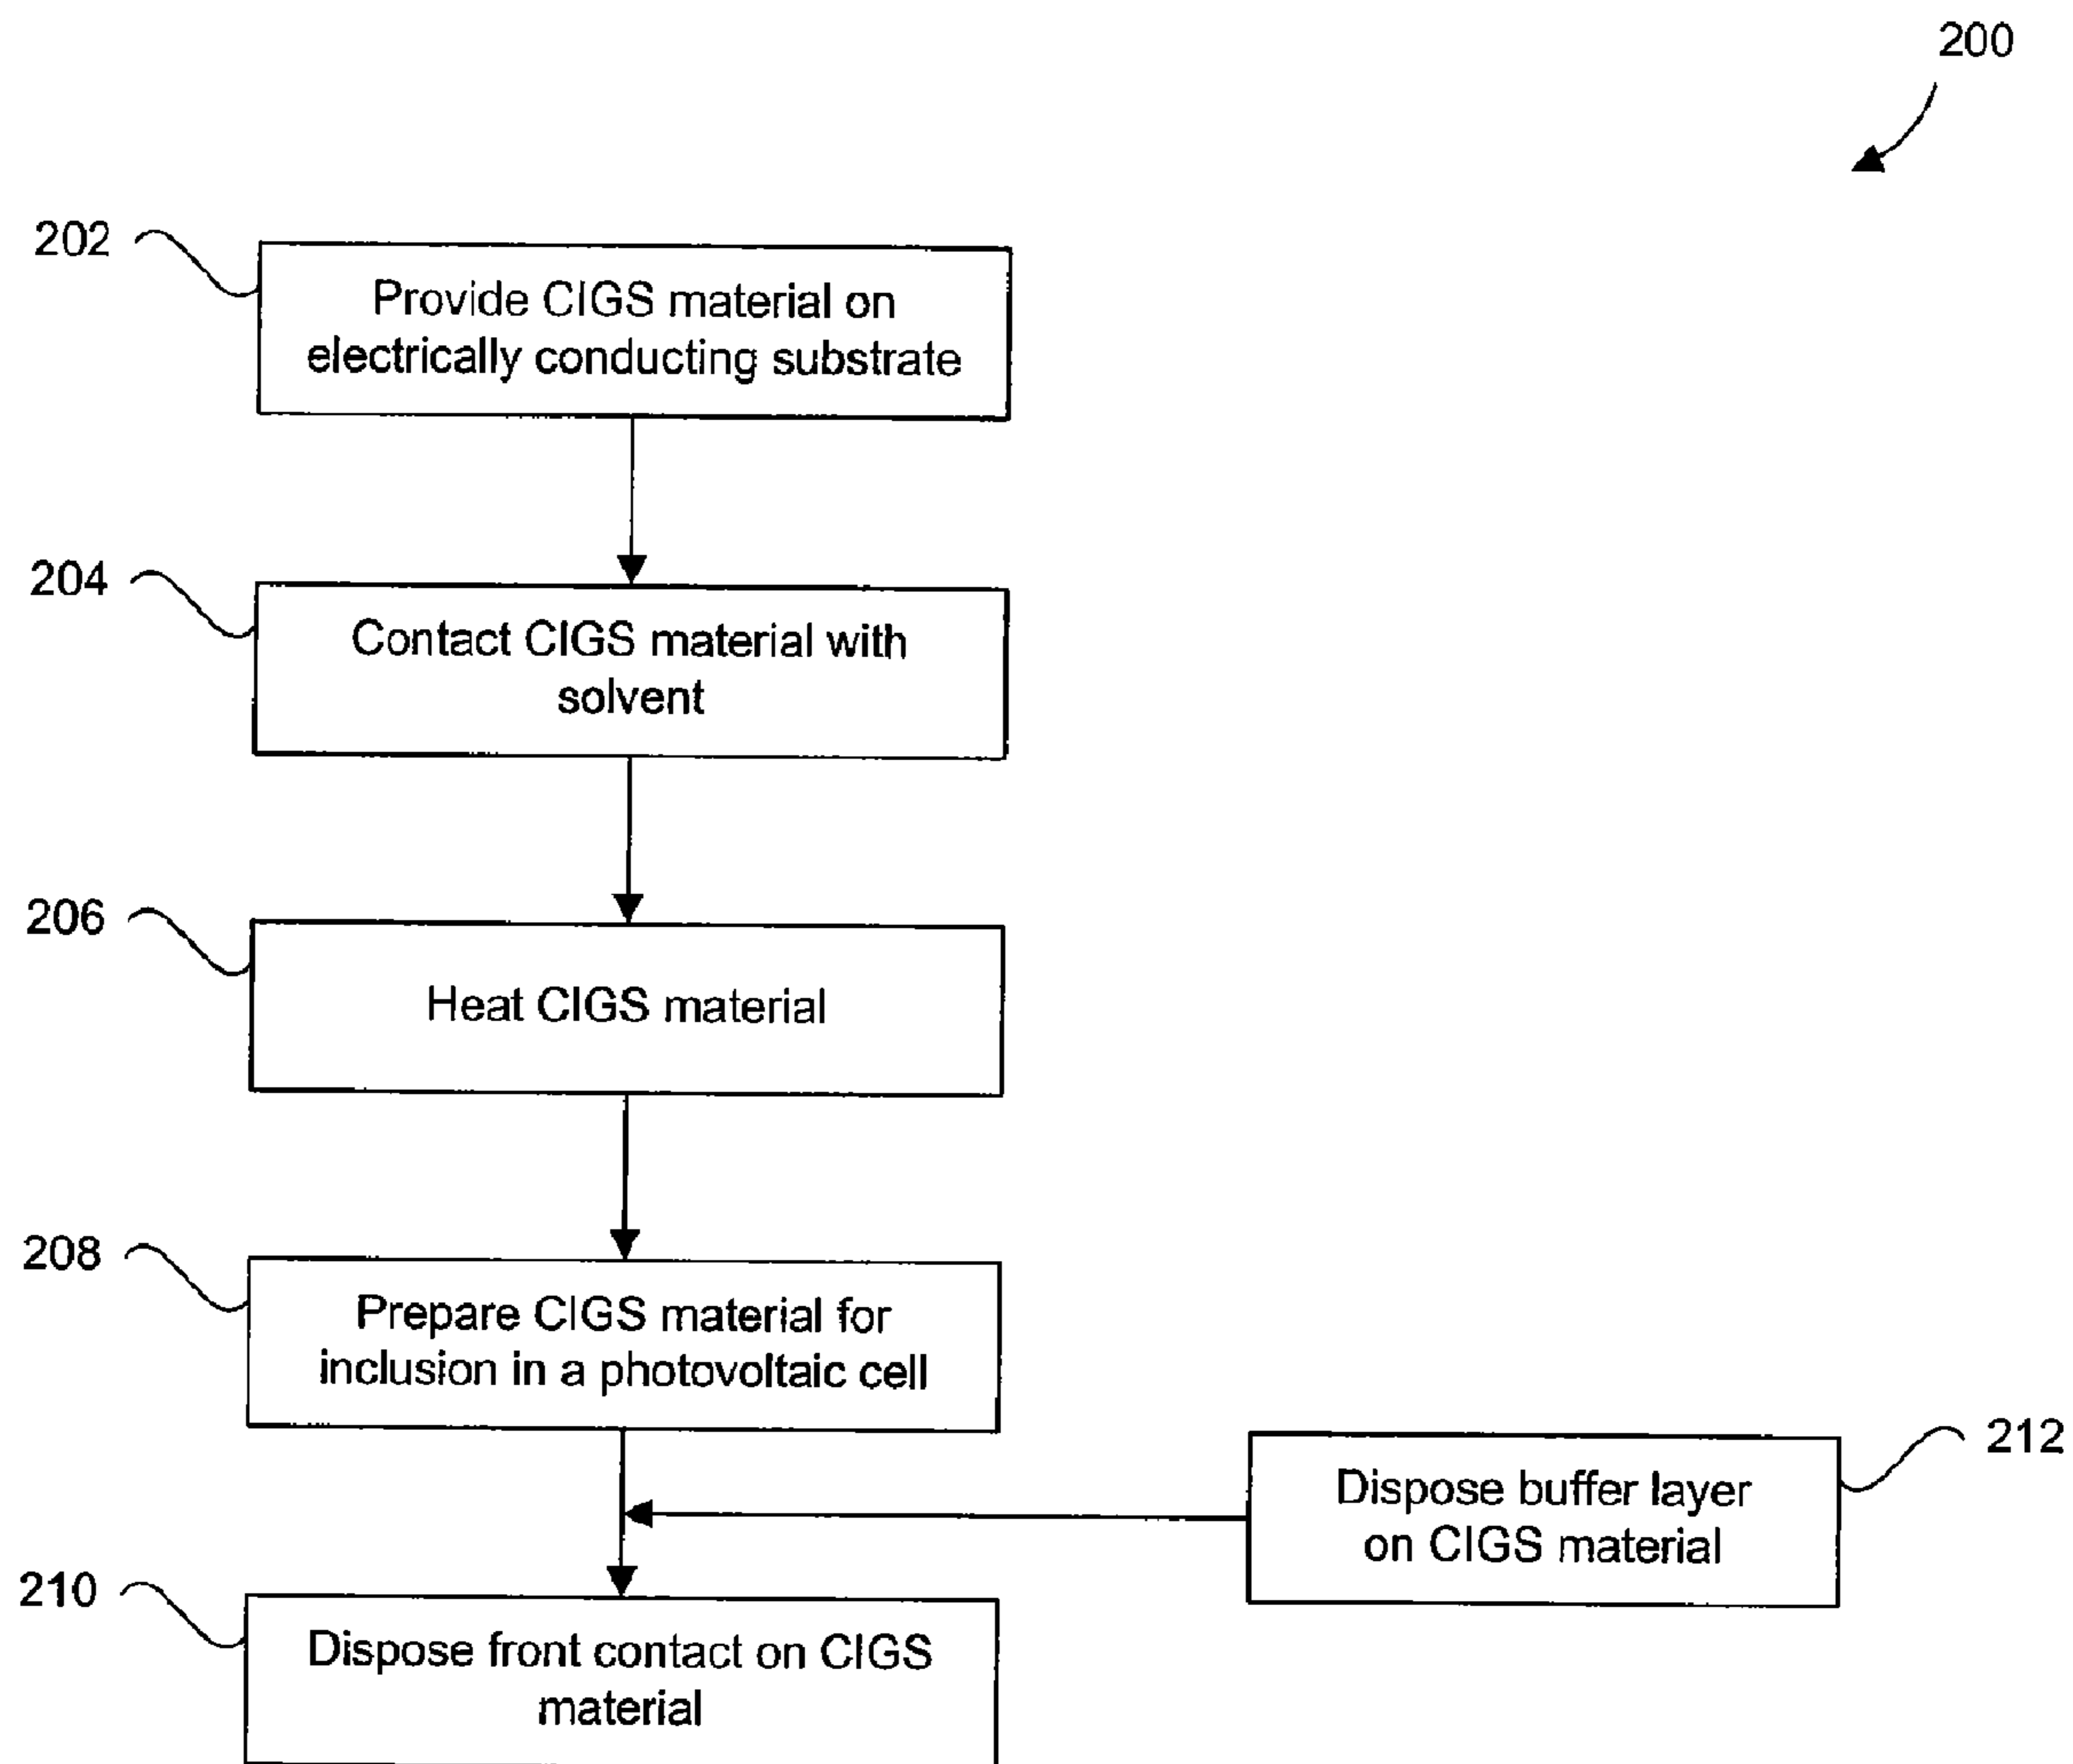 200
202
Provide CIGS material on
electrically conducting substrate
204
Contact CIGS material with
solvent
206
Heat CIGS material
208
Prepare CIGS material for
inclusion in a photovoltaic cell
212
Dispose buffer layer
on CIGS material
210
Dispose front contact on CIGS
material